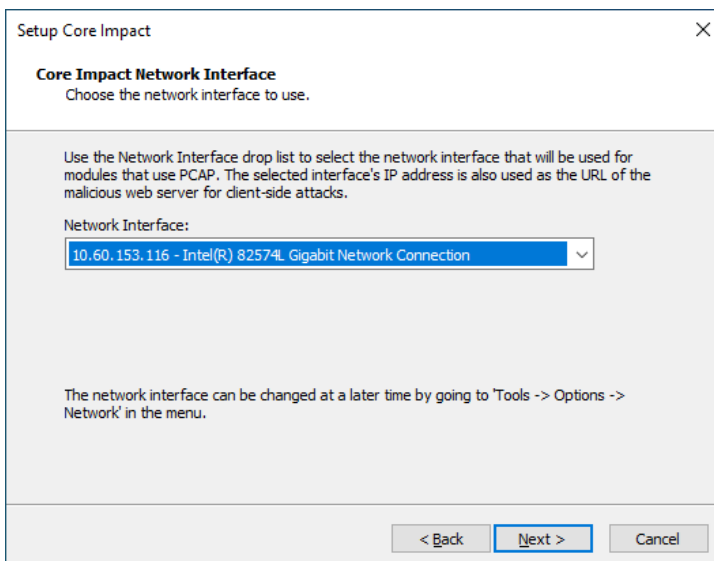 Setup Core Impact
Core Impact Network Interface
Choose the network interface to use.
Use the Network Interface drop list to select the network interface that will be used for
modules that use PCAP. The selected interface's IP address is also used as the URL of the
malicious web server for client-side attacks.
Network Interface:
10.60.153.116 - Intel(R) 82574L Gigabit Network Connection
The network interface can be changed at a later time by going to 'Tools -> Options ->
Network' in the menu.
< Back Next > Cancel